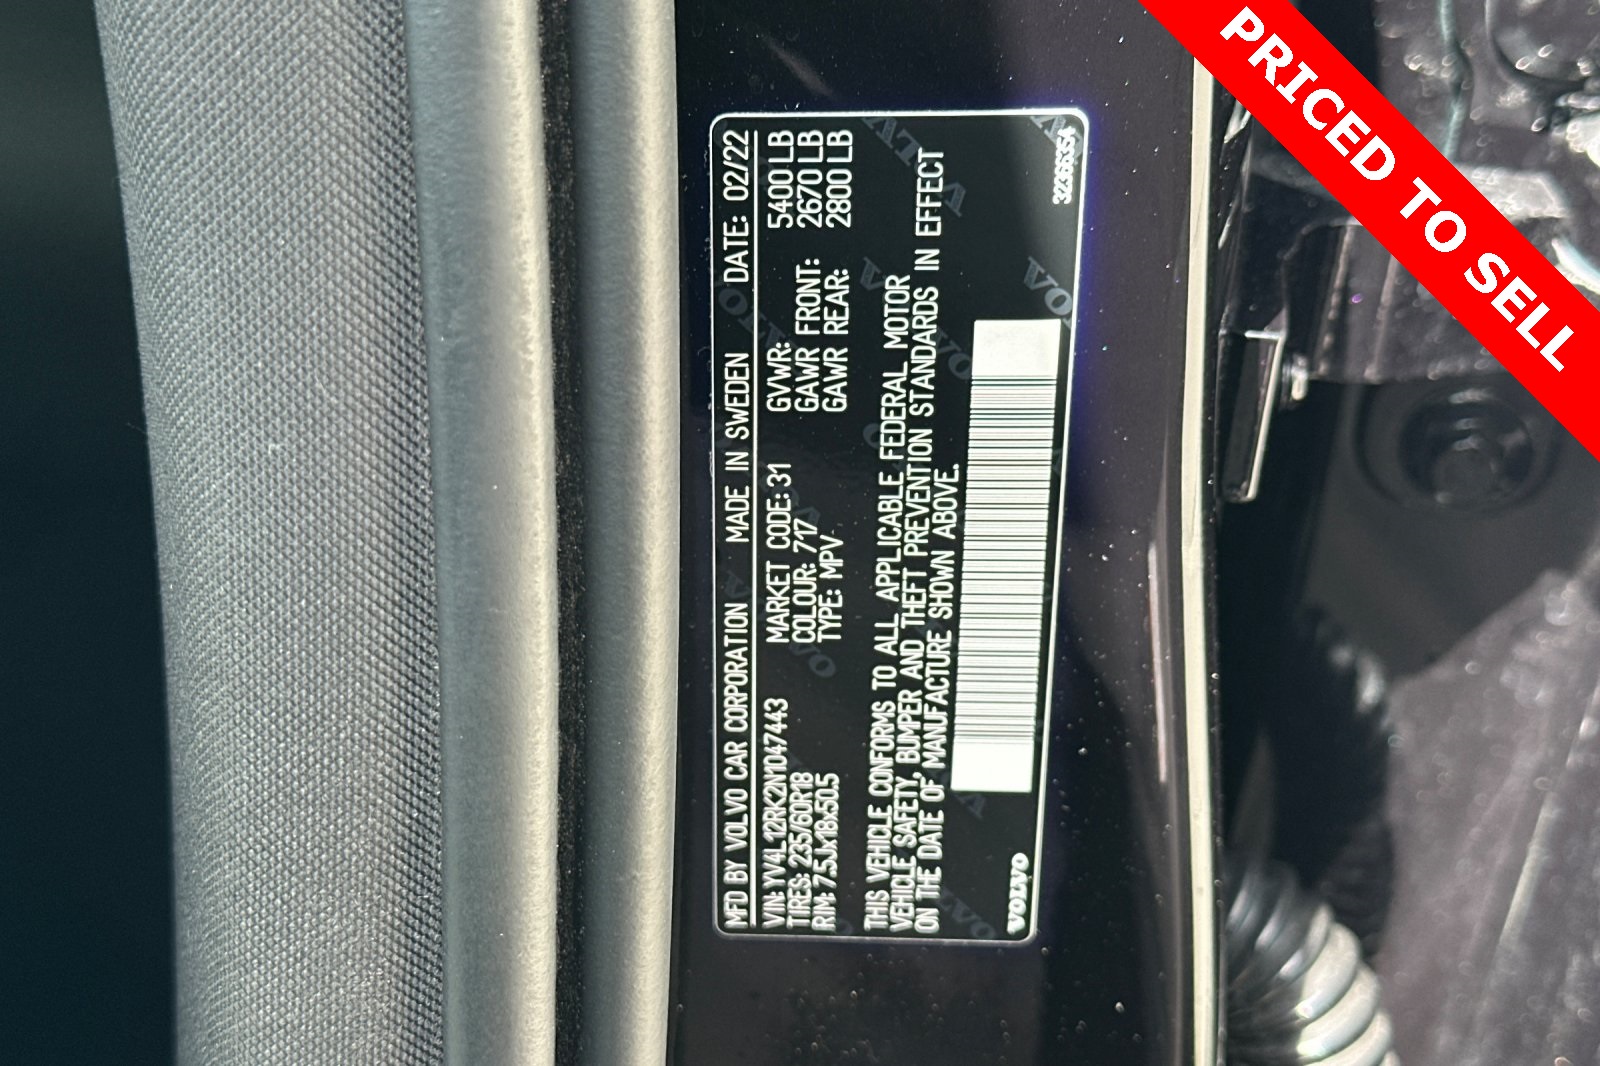 MFD BY VOLVO CAR CORPORATION MADE IN SWEDEN DATE: 02/22
VIN: YV4L12RK2N1047443 MARKET CODE: 31 GVWR: 5400 LB
TIRES: 235/60R18 COLOUR: 717 GAWR FRONT: 2670 LB
RIM: 7.5Jx18x50.5 TYPE: MPV GAWR REAR: 2800 LB
THIS VEHICLE CONFORMS TO ALL APPLICABLE FEDERAL MOTOR
VEHICLE SAFETY, BUMPER AND THEFT PREVENTION STANDARDS IN EFFECT
ON THE DATE OF MANUFACTURE SHOWN ABOVE.
VOLVO
32366354
PRICED TO SELL